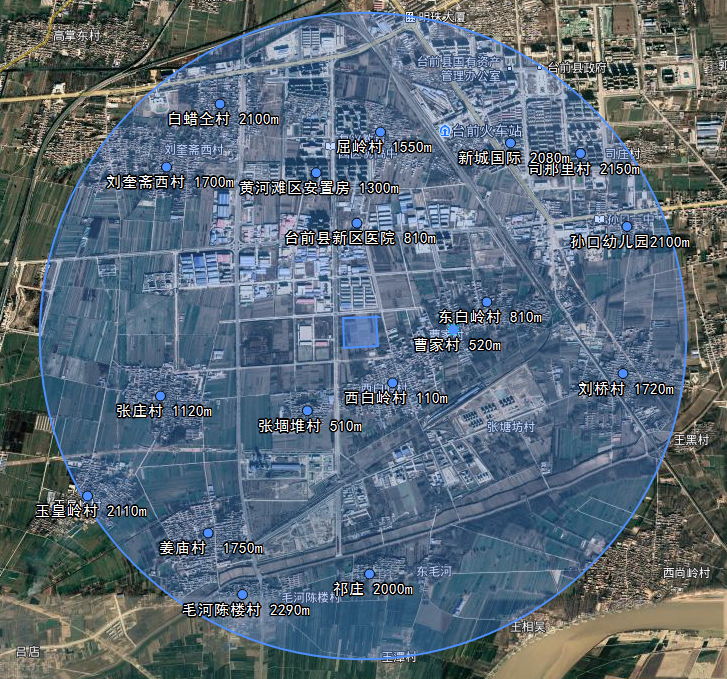 明珠大厦
高掌东村
台前县国有资产
管理办公室
台前县政府
白蜡仝村 2100m
台前火车站
屈岭村 1550m
刘奎斋西村
新城国际 2080m
司庄村
司那里村 2150m
刘奎斋西村 1700m
黄河滩区安置房 1300m
台前县新区医院 810m
孙口幼儿园2100m
东白岭村 810m
曹家村 520m
西白岭村 110m
刘桥村 1720m
张庄村 1120m
张堌堆村 510m
张塘坊村
王黑村
玉皇岭村 2110m
姜庙村 1750m
东毛河
西尚岭村
祁庄 2000m
毛河陈楼村
毛河陈楼村 2290m
王相吴
吕店
王潭村